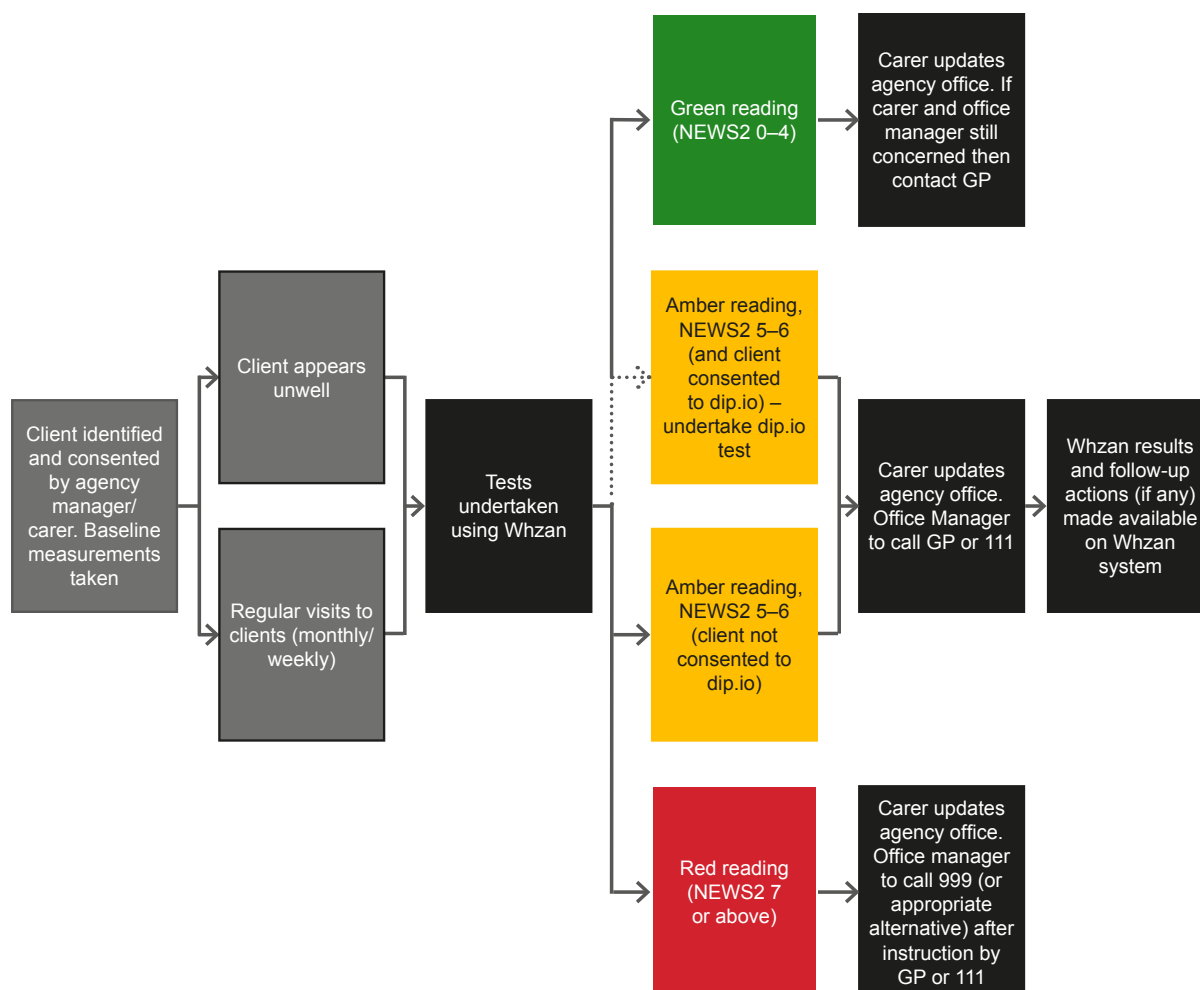 Client identified
and consented
by agency
manager/
carer. Baseline
measurements
taken
Client appears
unwell
Regular visits to
clients (monthly/
weekly)
Tests
undertaken
using Whzan
Green reading
(NEWS2 0–4)
Carer updates
agency office. If
carer and office
manager still
concerned then
contact GP
Amber reading,
NEWS2 5–6
(and client
consented
to dip.io) –
undertake dip.io
test
Amber reading,
NEWS2 5–6
(client not
consented to
dip.io)
Carer updates
agency office.
Office Manager
to call GP or 111
Whzan results
and follow-up
actions (if any)
made available
on Whzan
system
Red reading
(NEWS2 7
or above)
Carer updates
agency office.
Office manager
to call 999 (or
appropriate
alternative) after
instruction by
GP or 111